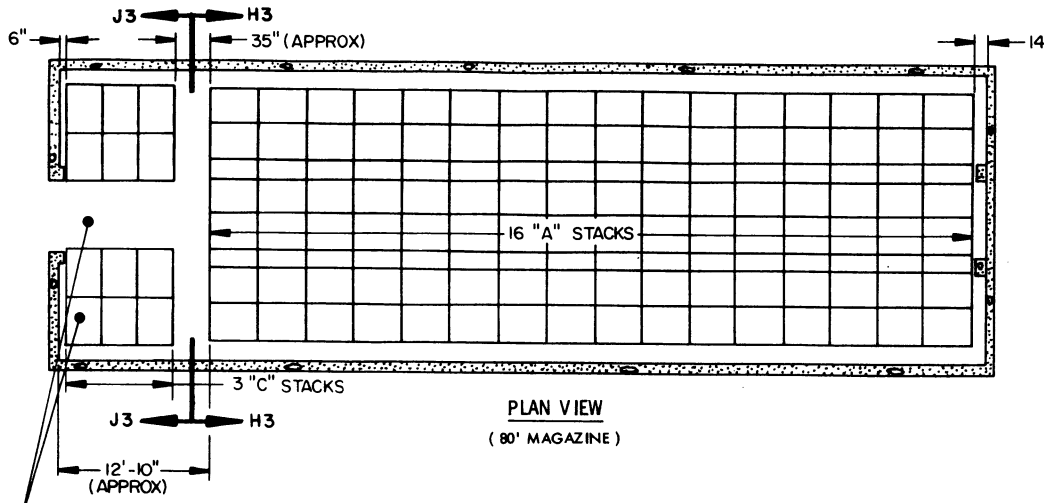 J3 H3
6" 35" (APPROX) 14
16 "A" STACKS
3 "C" STACKS
J3 H3
PLAN VIEW
( 80' MAGAZINE )
12'-10"
(APPROX)